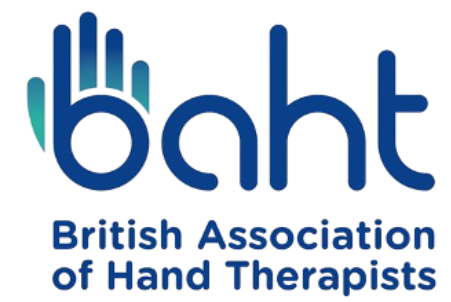 baht
British Association
of Hand Therapists